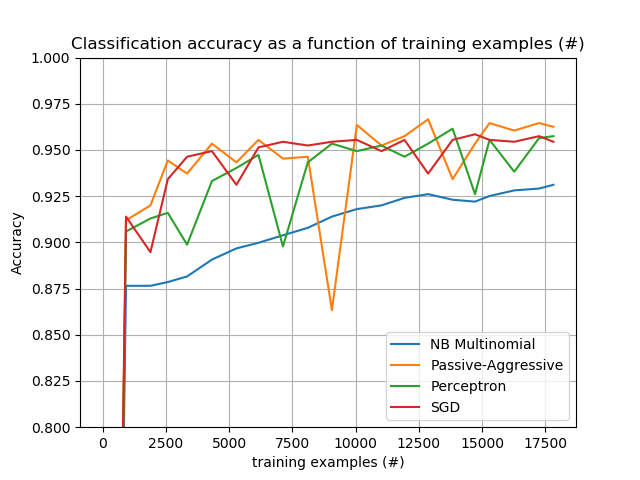 Classification accuracy as a function of training examples (#)
1.000
0.975
0.950
0.925
0.900
0.875
0.850
0.825
0.800
Accuracy
NB Multinomial
Passive-Aggressive
Perceptron
SGD
0 2500 5000 7500 10000 12500 15000 17500
training examples (#)